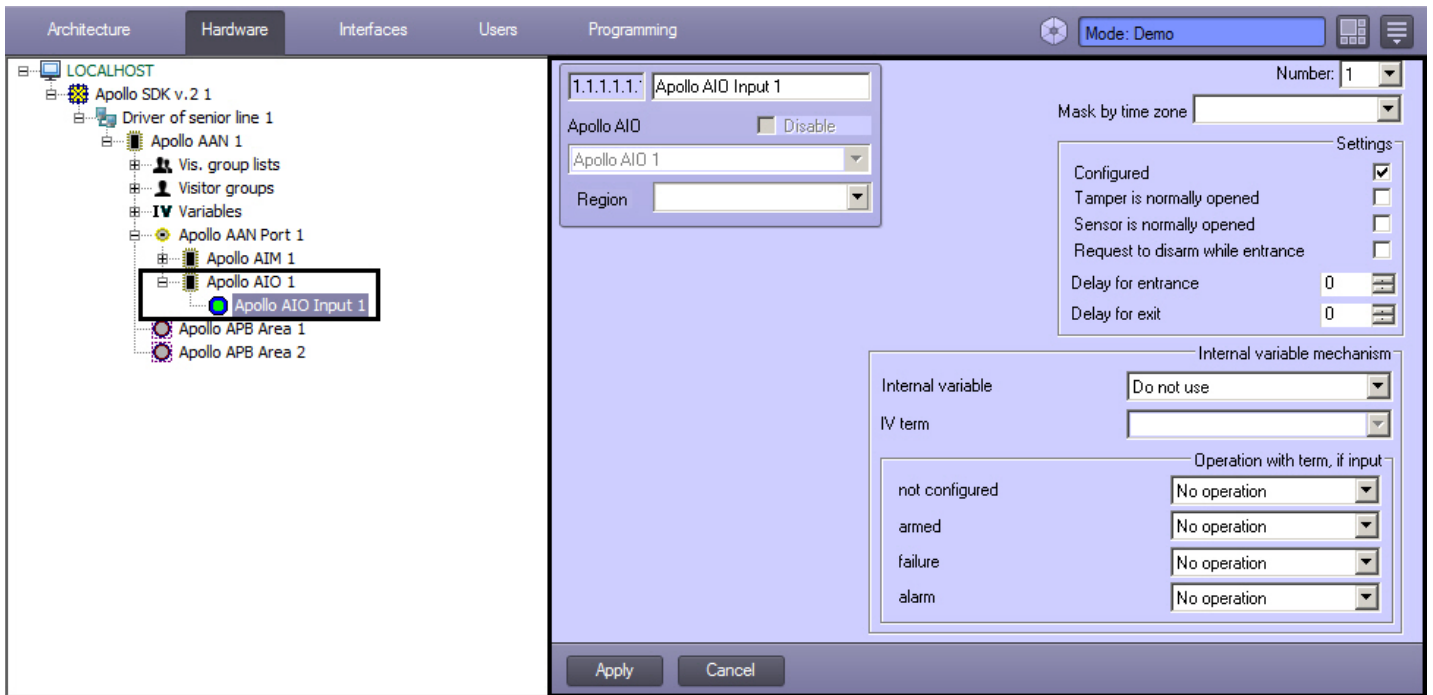 Architecture Hardware Interfaces Users Programming Mode: Demo
LOCALHOST
Apollo SDK v.2 1
Driver of senior line 1
Apollo AAN 1
Vis. group lists
Visitor groups
IV Variables
Apollo AAN Port 1
Apollo AIM 1
Apollo AIO 1
Apollo AIO Input 1
Apollo APB Area 1
Apollo APB Area 2
1.1.1.1.1. Apollo AIO Input 1
Apollo AIO Disable
Apollo AIO 1
Region
Number: 1
Mask by time zone
Settings
Configured
Tamper is normally opened
Sensor is normally opened
Request to disarm while entrance
Delay for entrance 0
Delay for exit 0
Internal variable mechanism
Internal variable Do not use
IV term
Operation with term, if input
not configured No operation
armed No operation
failure No operation
alarm No operation
Apply Cancel